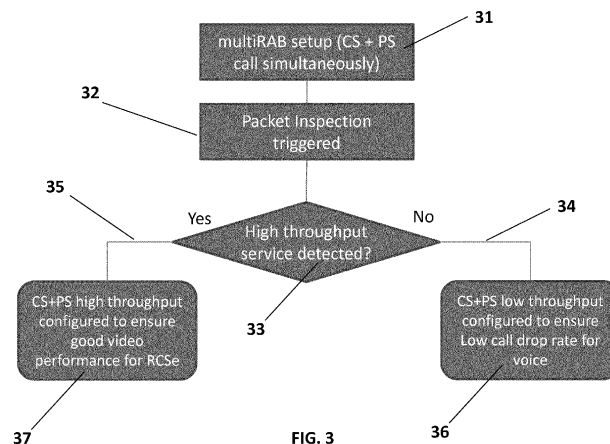 31
multiRAB setup (CS + PS
call simultaneously)
32
Packet Inspection
triggered
35
34
Yes
No
High throughput
service detected?
33
CS+PS high throughput
configured to ensure
good video
performance for RCSe
CS+PS low throughput
configured to ensure
Low call drop rate for
voice
37
36
FIG. 3